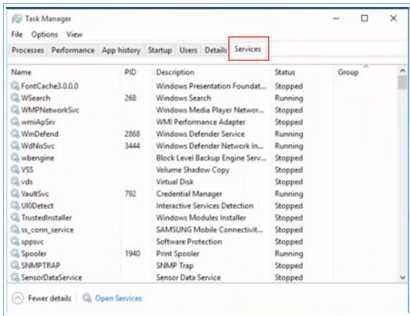 Task Manager
File Options View
Processes Performance App history Startup Users Details Services
Name PID Description Status Group
FontCache3.0.0.0 Windows Presentation Foundat... Stopped
WSearch 268 Windows Search Running
WMPNetworkSvc Windows Media Player Networ... Stopped
wmiApSrv WMI Performance Adapter Stopped
WinDefend 2868 Windows Defender Service Running
WdNisSvc 3444 Windows Defender Network In... Running
wbengine Block Level Backup Engine Serv... Stopped
VSS Volume Shadow Copy Stopped
vds Virtual Disk Stopped
VaultSvc 792 Credential Manager Running
UI0Detect Interactive Services Detection Stopped
TrustedInstaller Windows Modules Installer Stopped
ss_conn_service SAMSUNG Mobile Connectivit... Stopped
sppsvc Software Protection Stopped
Spooler 1940 Print Spooler Running
SNMPTRAP SNMP Trap Stopped
SensorDataService Sensor Data Service Stopped
Fewer details Open Services